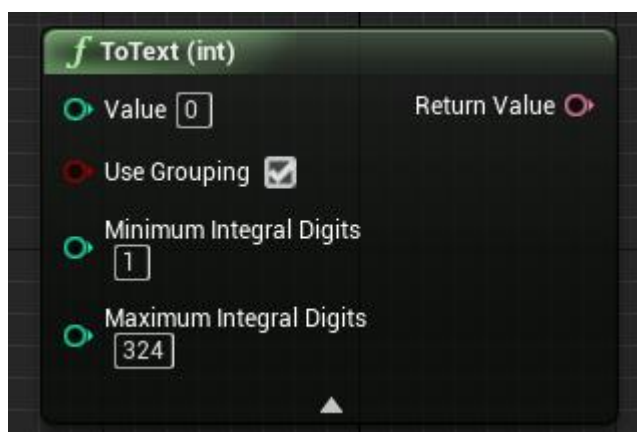 f ToText (int)
Value 0
Return Value
Use Grouping
Minimum Integral Digits
1
Maximum Integral Digits
324